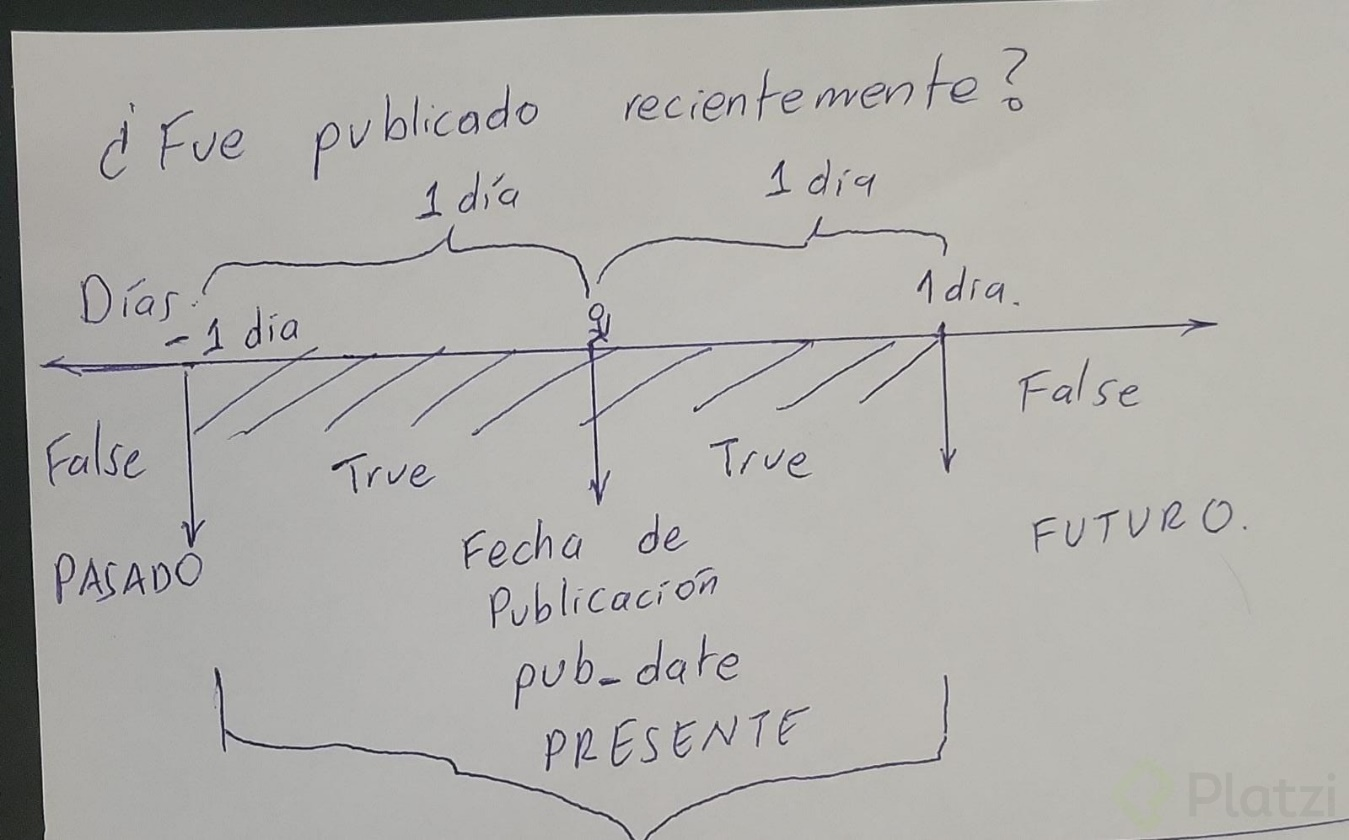 ¿Fue publicado recientemente?
1 día
1 día
Días.
- 1 día
1 día.
False
True
True
False
PASADO
Fecha de
Publicación
pub_date
PRESENTE
FUTURO.
Platzi